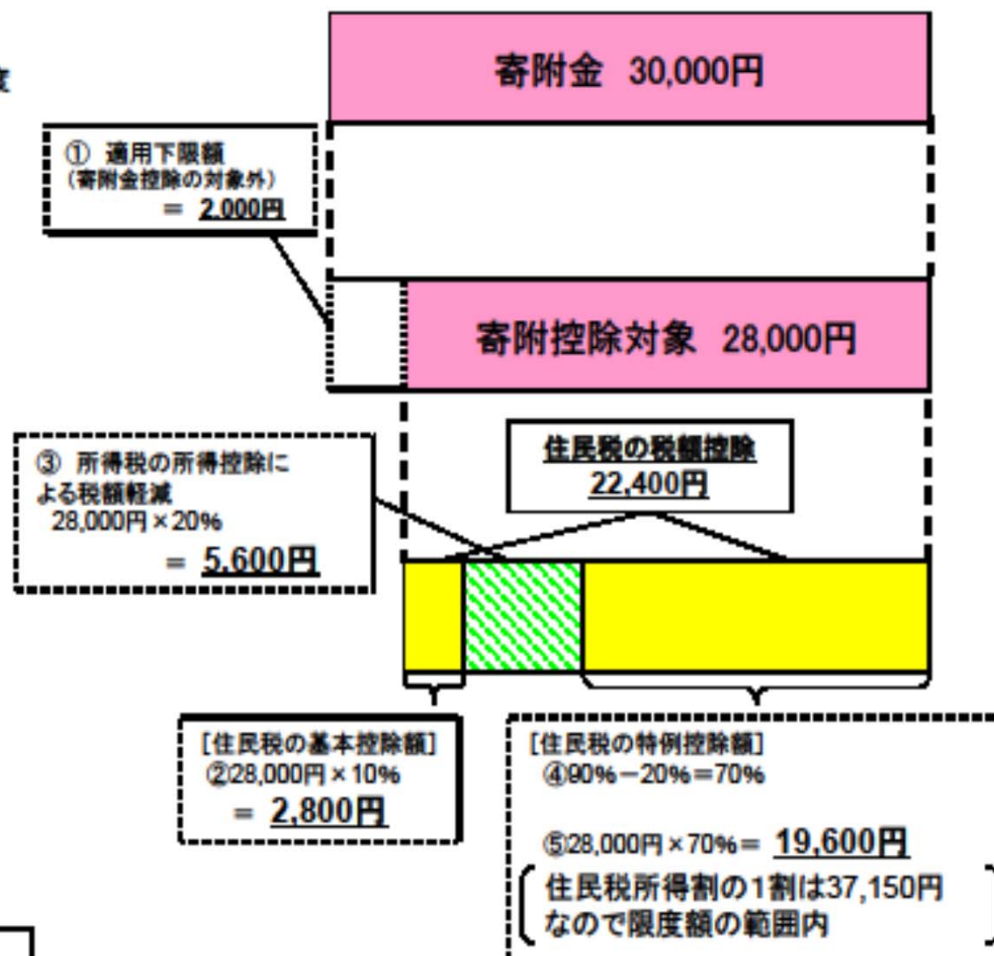 度
寄附金 30,000円
① 適用下限額
(寄附金控除の対象外)
= 2,000円
寄附控除対象 28,000円
住民税の税額控除
22,400円
③ 所得税の所得控除に
よる税額軽減
28,000円×20%
= 5,600円
[住民税の基本控除額]
②28,000円×10%
= 2,800円
[住民税の特例控除額]
④90%－20%＝70%
⑤28,000円×70%＝ 19,600円
住民税所得割の1割は37,150円
なので限度額の範囲内